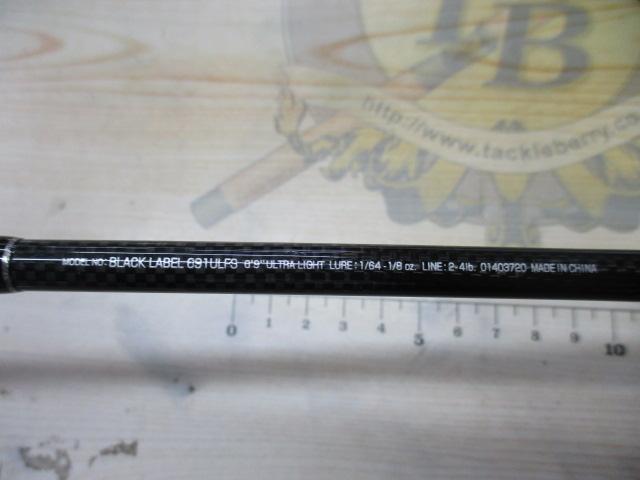 TB
http://www.tackleberry.co
MODEL NO.: BLACK LABEL 691ULFS 6'9" ULTRA LIGHT LURE: 1/64 -1/8 oz. LINE: 2-4lb. 01403720 MADE IN CHINA
0 1 2 3 4 5 6 7 8 9 10